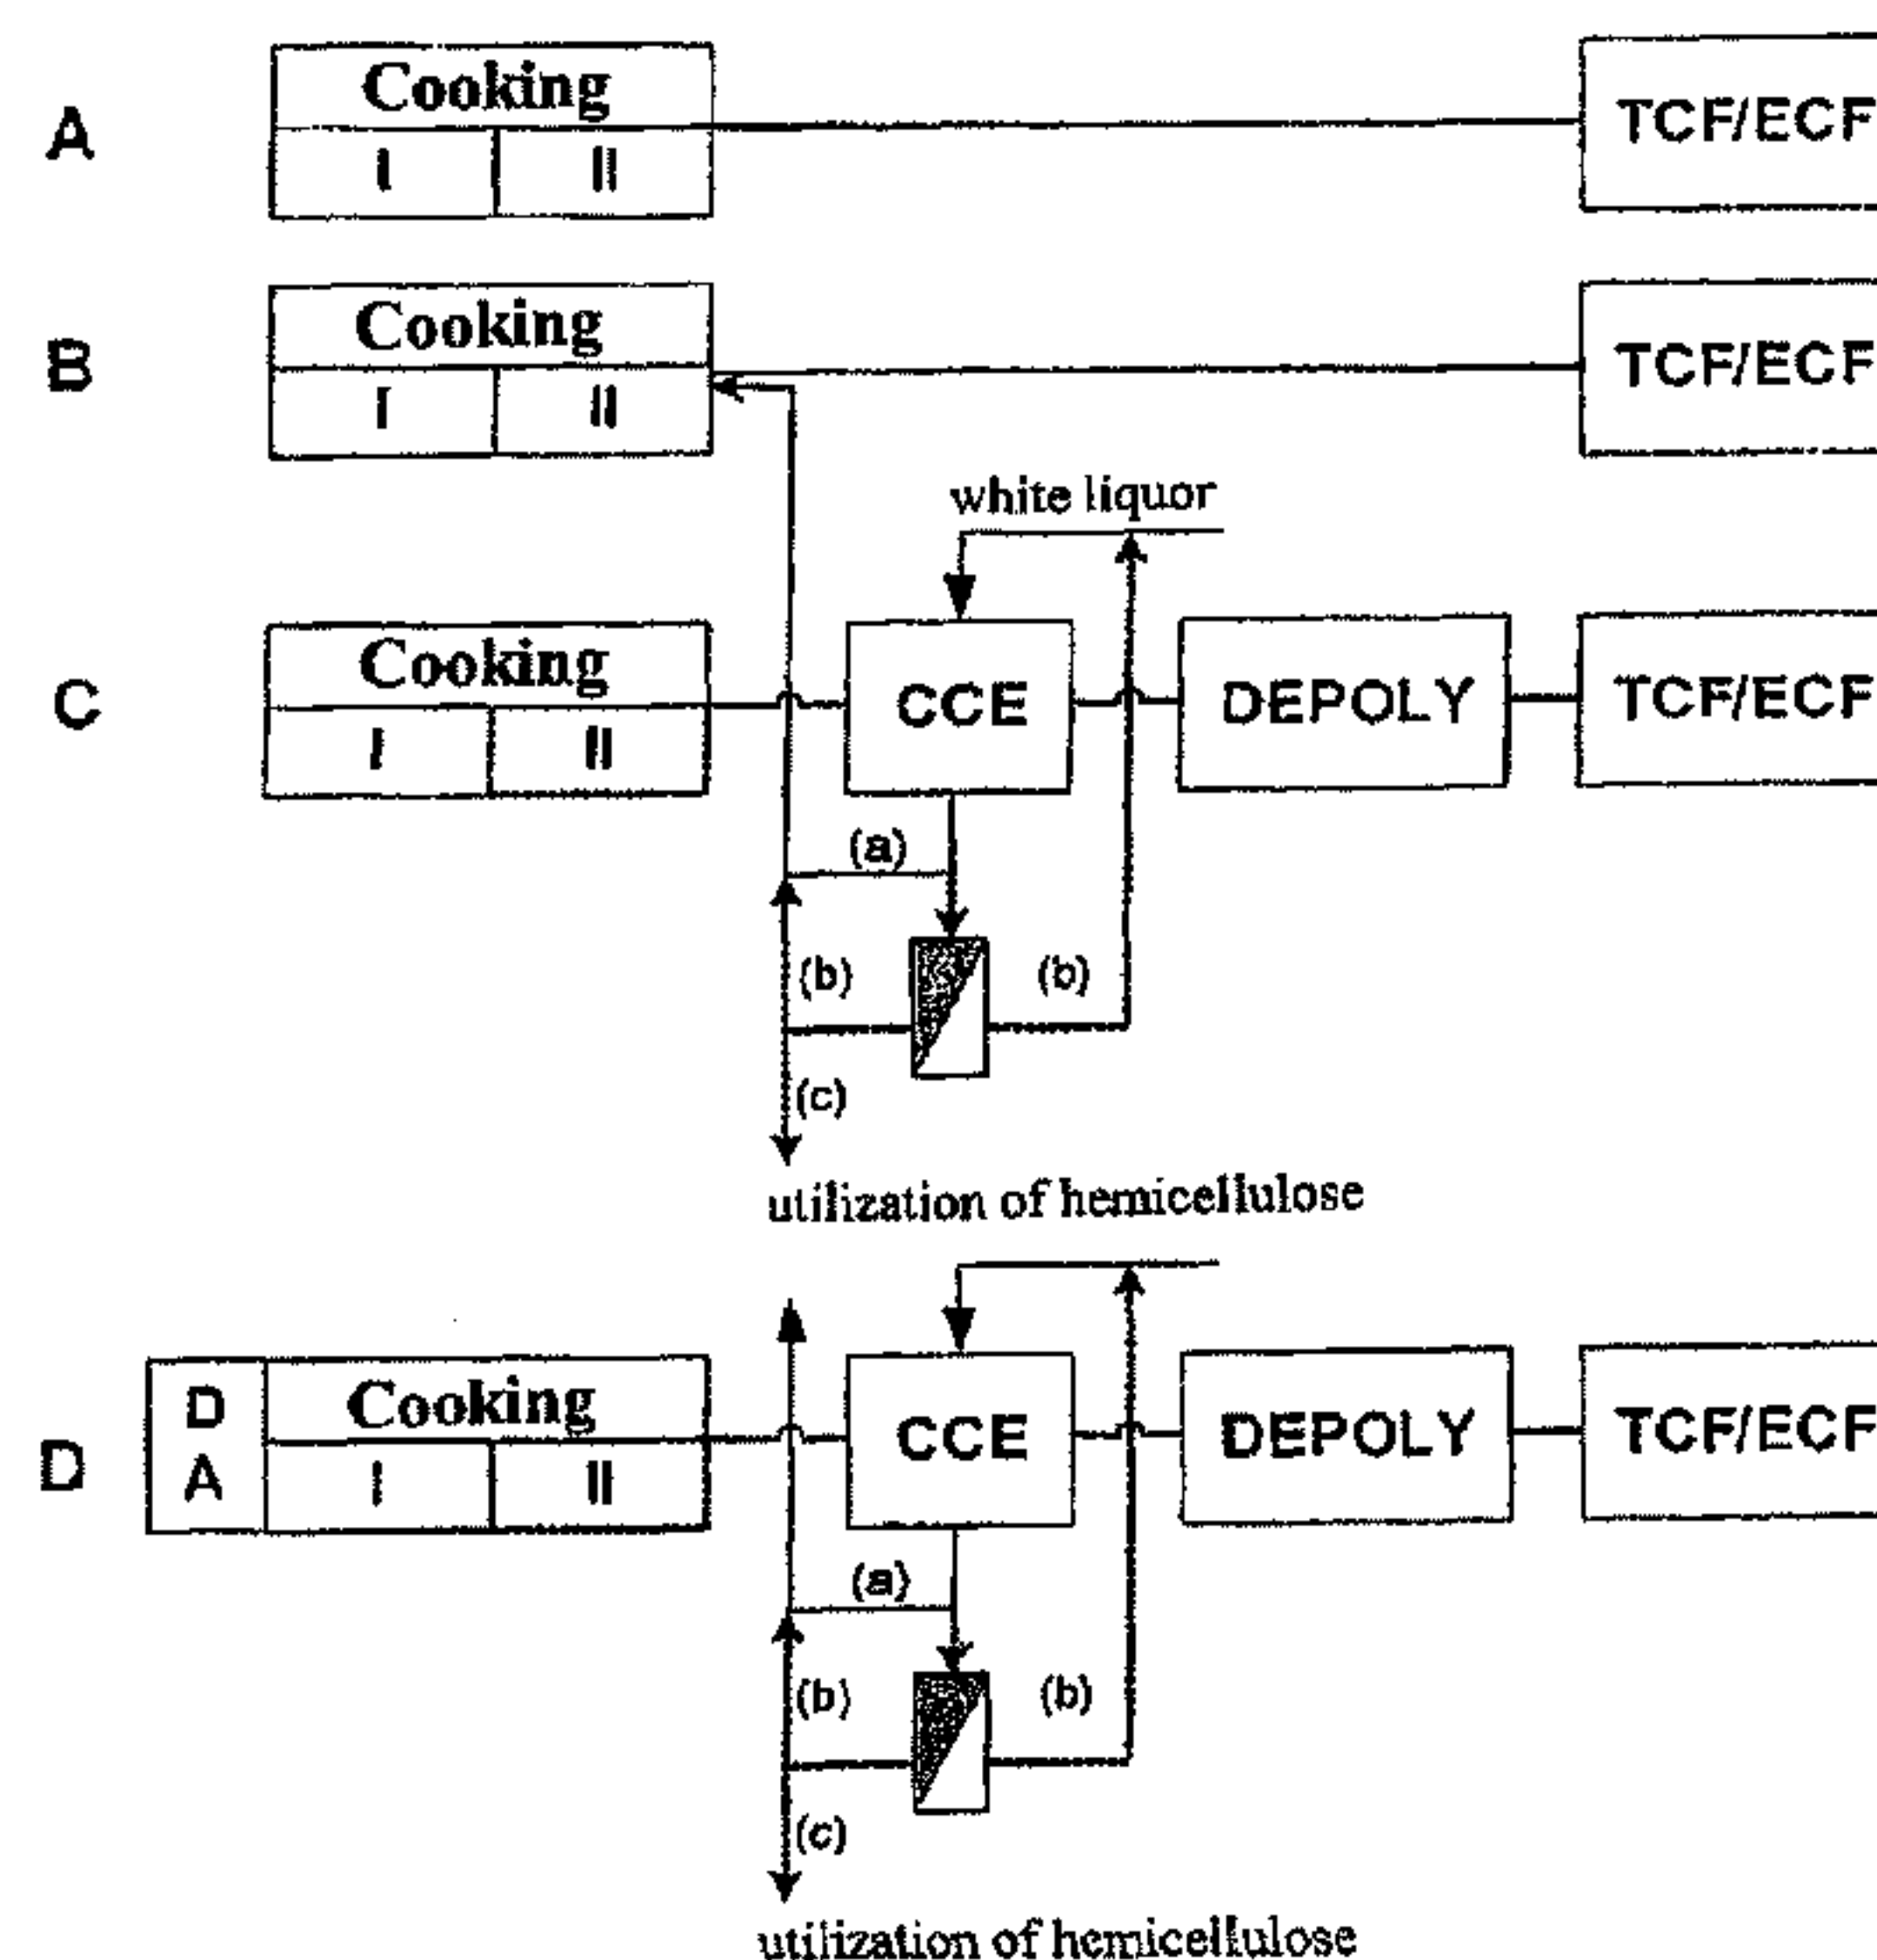 Cooking
A
I II
TCF/ECF
Cooking
B
I II
TCF/ECF
white liquor
Cooking
C
I II
CCE
DEPOLY
TCF/ECF
(a)
(b)
(b)
(c)
utilization of hemicellulose
D
A
Cooking
D
I II
CCE
DEPOLY
TCF/ECF
(a)
(b)
(b)
(c)
utilization of hemicellulose